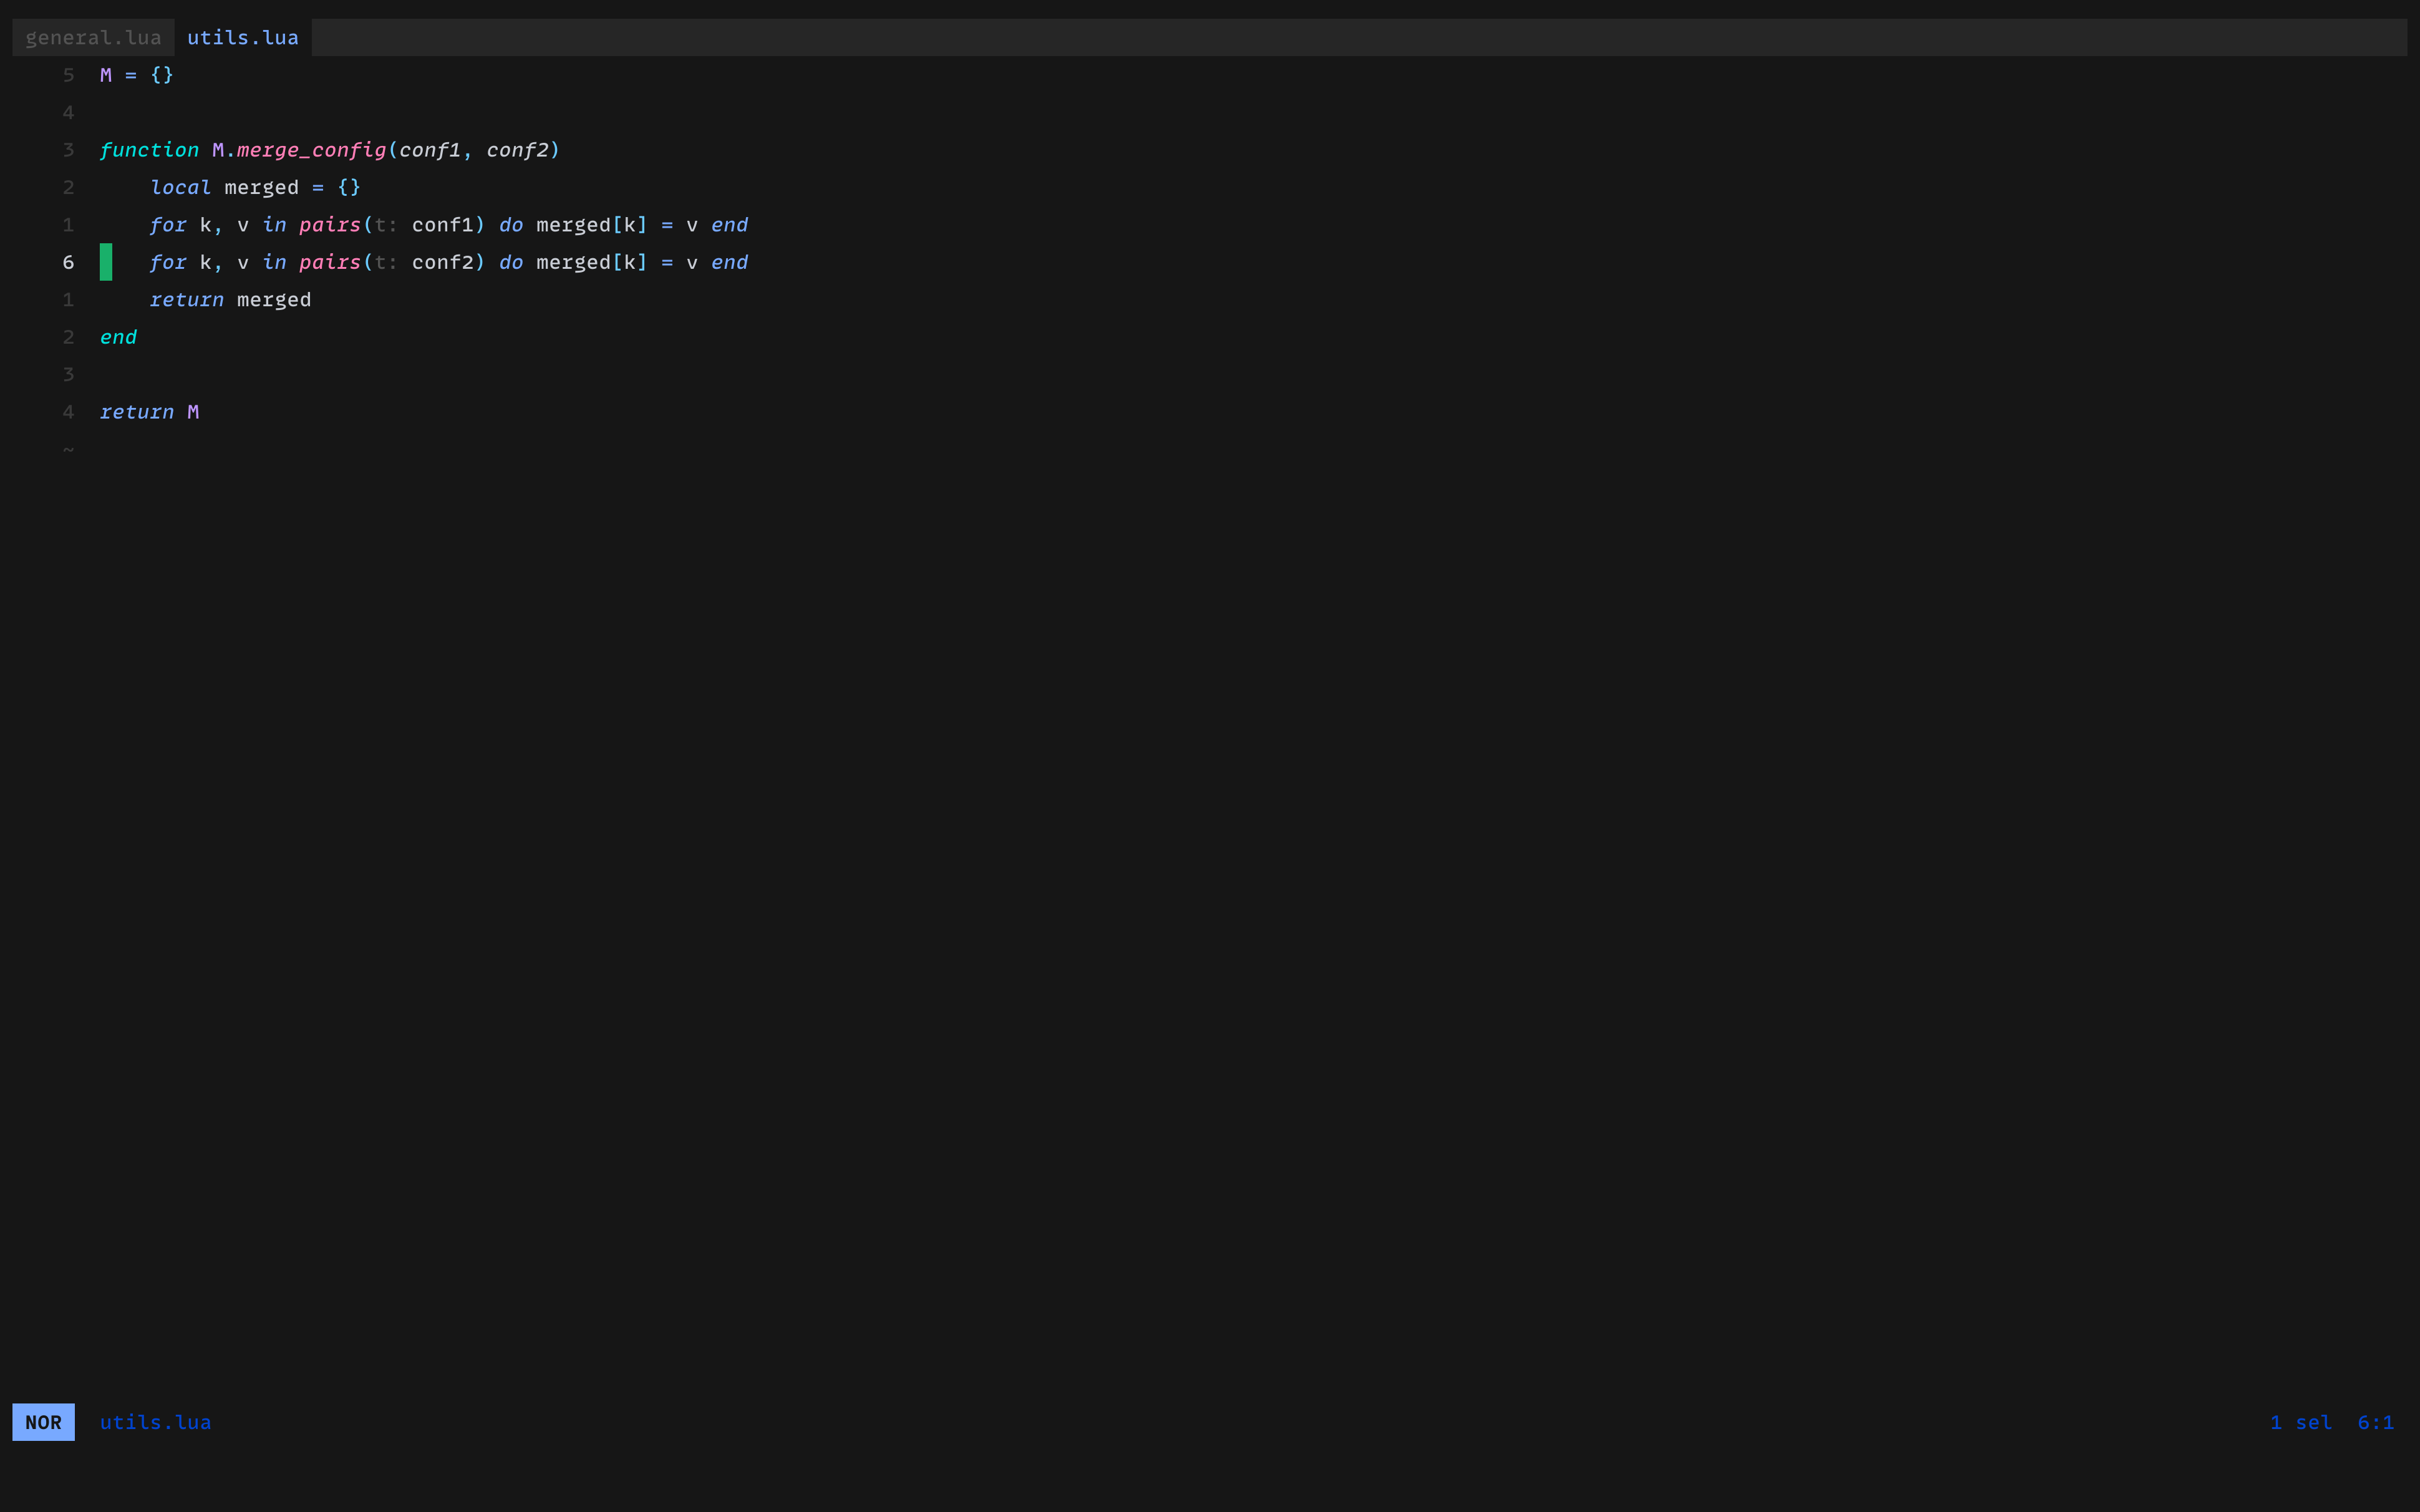 general.lua utils.lua
5 M = {}
4
3 function M.merge_config(conf1, conf2)
2     local merged = {}
1     for k, v in pairs(t: conf1) do merged[k] = v end
6     for k, v in pairs(t: conf2) do merged[k] = v end
1     return merged
2 end
3
4 return M
~
NOR utils.lua 1 sel 6:1